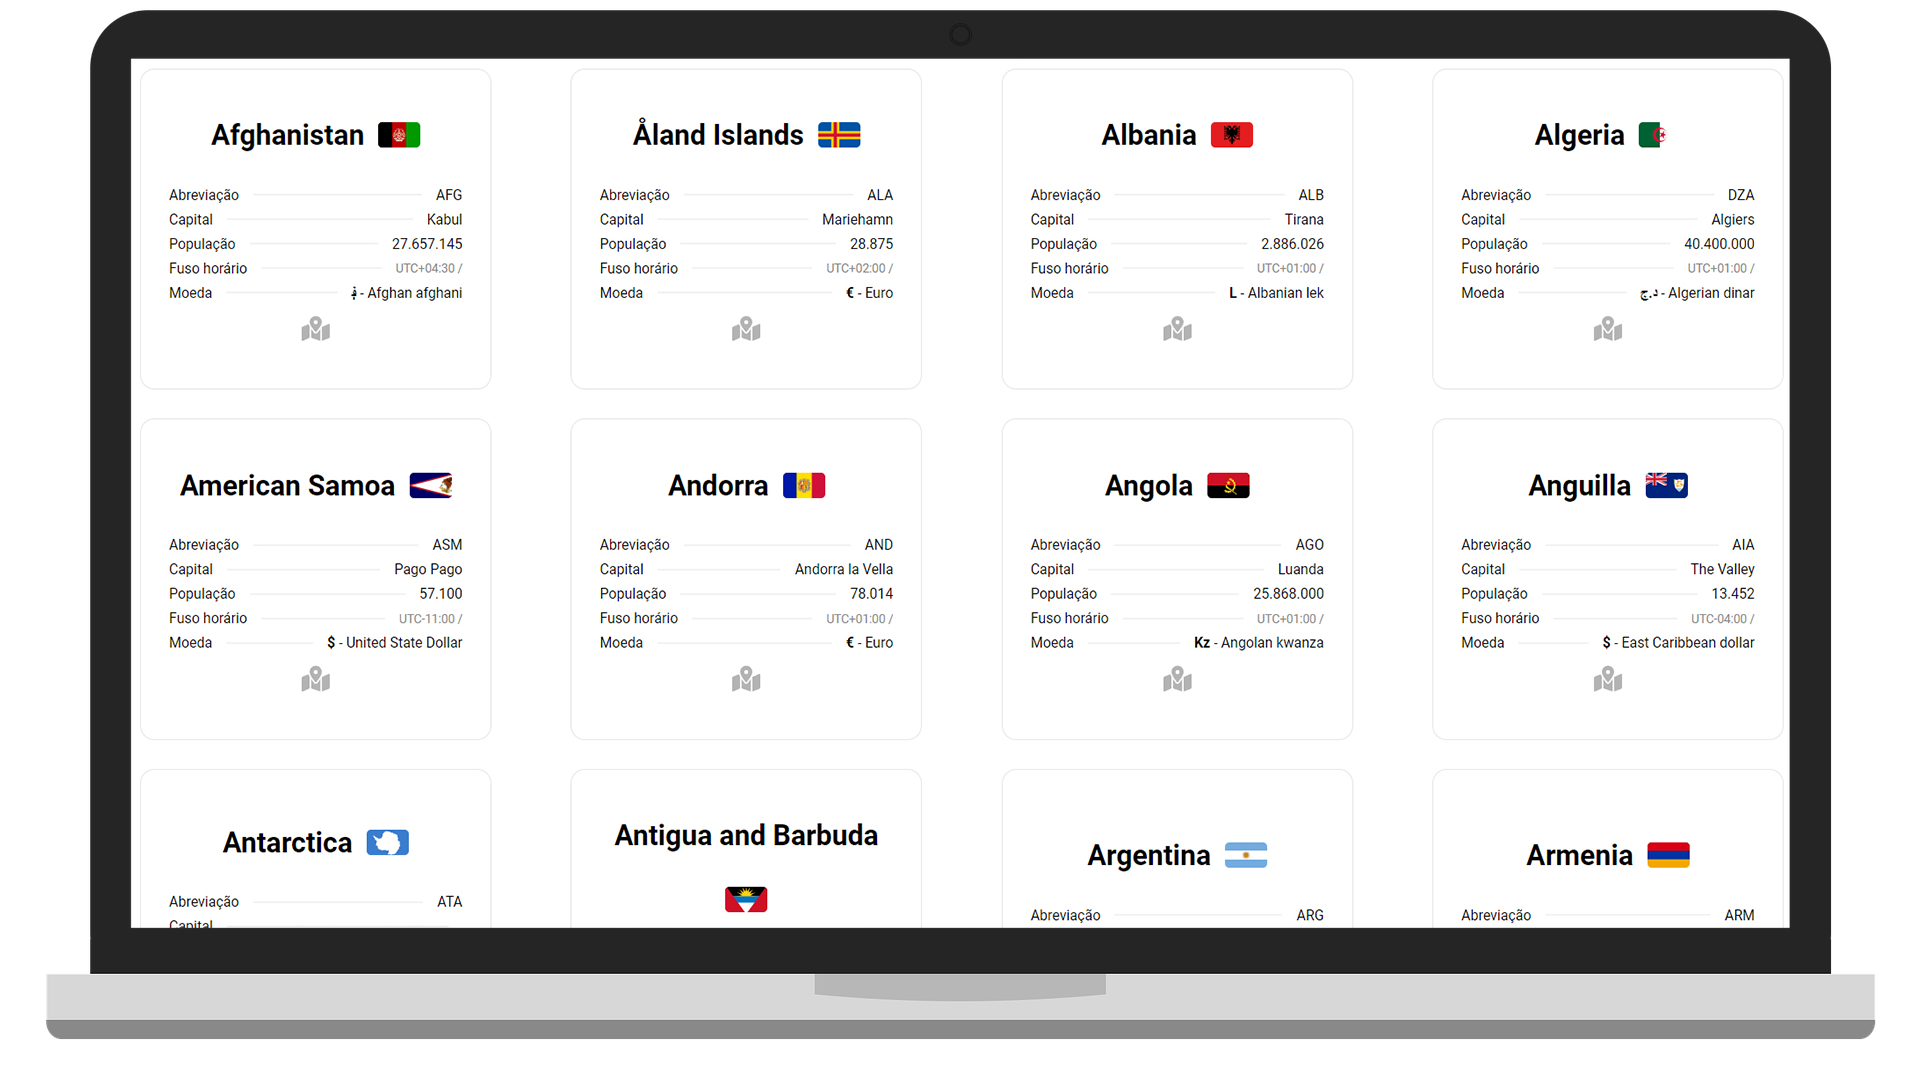 Afghanistan
Abreviação AFG
Capital Kabul
População 27.657.145
Fuso horário UTC+04:30 /
Moeda ؋ - Afghan afghani
Åland Islands
Abreviação ALA
Capital Mariehamn
População 28.875
Fuso horário UTC+02:00 /
Moeda € - Euro
Albania
Abreviação ALB
Capital Tirana
População 2.886.026
Fuso horário UTC+01:00 /
Moeda L - Albanian lek
Algeria
Abreviação DZA
Capital Algiers
População 40.400.000
Fuso horário UTC+01:00 /
Moeda د.ج - Algerian dinar
American Samoa
Abreviação ASM
Capital Pago Pago
População 57.100
Fuso horário UTC-11:00 /
Moeda $ - United State Dollar
Andorra
Abreviação AND
Capital Andorra la Vella
População 78.014
Fuso horário UTC+01:00 /
Moeda € - Euro
Angola
Abreviação AGO
Capital Luanda
População 25.868.000
Fuso horário UTC+01:00 /
Moeda Kz - Angolan kwanza
Anguilla
Abreviação AIA
Capital The Valley
População 13.452
Fuso horário UTC-04:00 /
Moeda $ - East Caribbean dollar
Antarctica
Abreviação ATA
Capital
Antigua and Barbuda
Argentina
Abreviação ARG
Armenia
Abreviação ARM